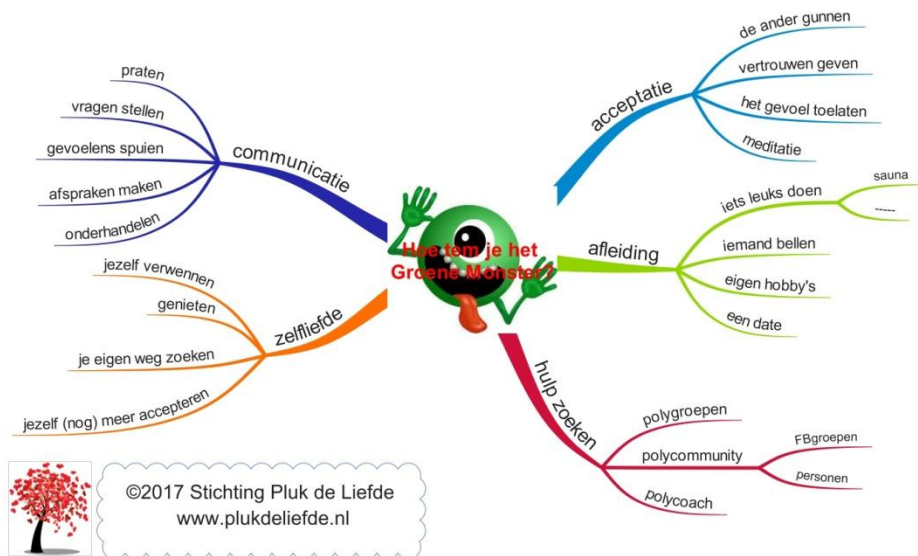 Hoe tem je het
Groene Monster?
communicatie
praten
vragen stellen
gevoelens spuien
afspraken maken
onderhandelen
zelfliefde
jezelf verwennen
genieten
je eigen weg zoeken
jezelf (nog) meer accepteren
acceptatie
de ander gunnen
vertrouwen geven
het gevoel toelaten
meditatie
afleiding
iets leuks doen
sauna
-----
iemand bellen
eigen hobby's
een date
hulp zoeken
polygroepen
polycommunity
FBgroepen
personen
polycoach
©2017 Stichting Pluk de Liefde
www.plukdeliefde.nl